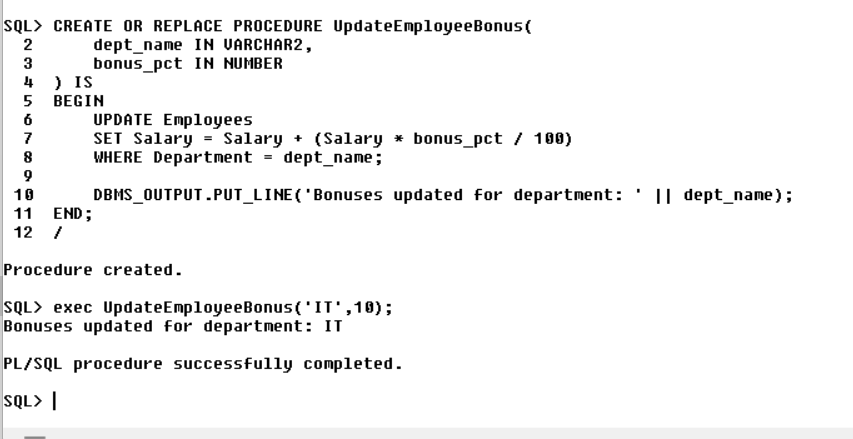 SQL> CREATE OR REPLACE PROCEDURE UpdateEmployeeBonus(
  2      dept_name IN VARCHAR2,
  3      bonus_pct IN NUMBER
  4  ) IS
  5  BEGIN
  6      UPDATE Employees
  7      SET Salary = Salary + (Salary * bonus_pct / 100)
  8      WHERE Department = dept_name;
  9
 10      DBMS_OUTPUT.PUT_LINE('Bonuses updated for department: ' || dept_name);
 11  END;
 12  /
Procedure created.
SQL> exec UpdateEmployeeBonus('IT',10);
Bonuses updated for department: IT
PL/SQL procedure successfully completed.
SQL>